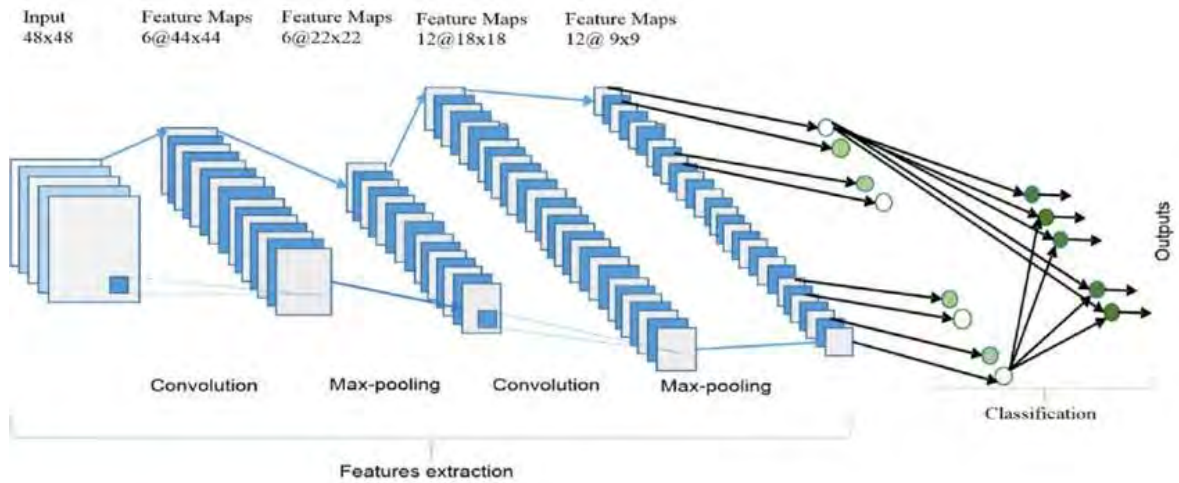 Input
48x48
Feature Maps
6@44x44
Feature Maps
6@22x22
Feature Maps
12@18x18
Feature Maps
12@ 9x9
Outputs
Convolution
Max-pooling
Convolution
Max-pooling
Classification
Features extraction